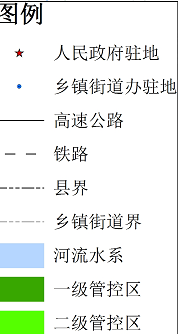 图例
人民政府驻地
乡镇街道办驻地
高速公路
铁路
县界
乡镇街道界
河流水系
一级管控区
二级管控区